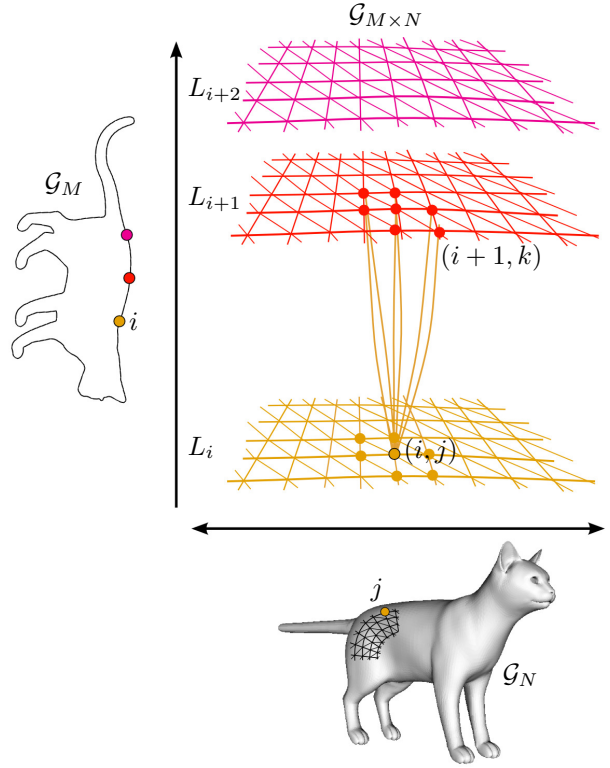 𝒢_{M×N}
L_{i+2}
𝒢_M
L_{i+1}
(i + 1, k)
i
L_i
(i, j)
j
𝒢_N